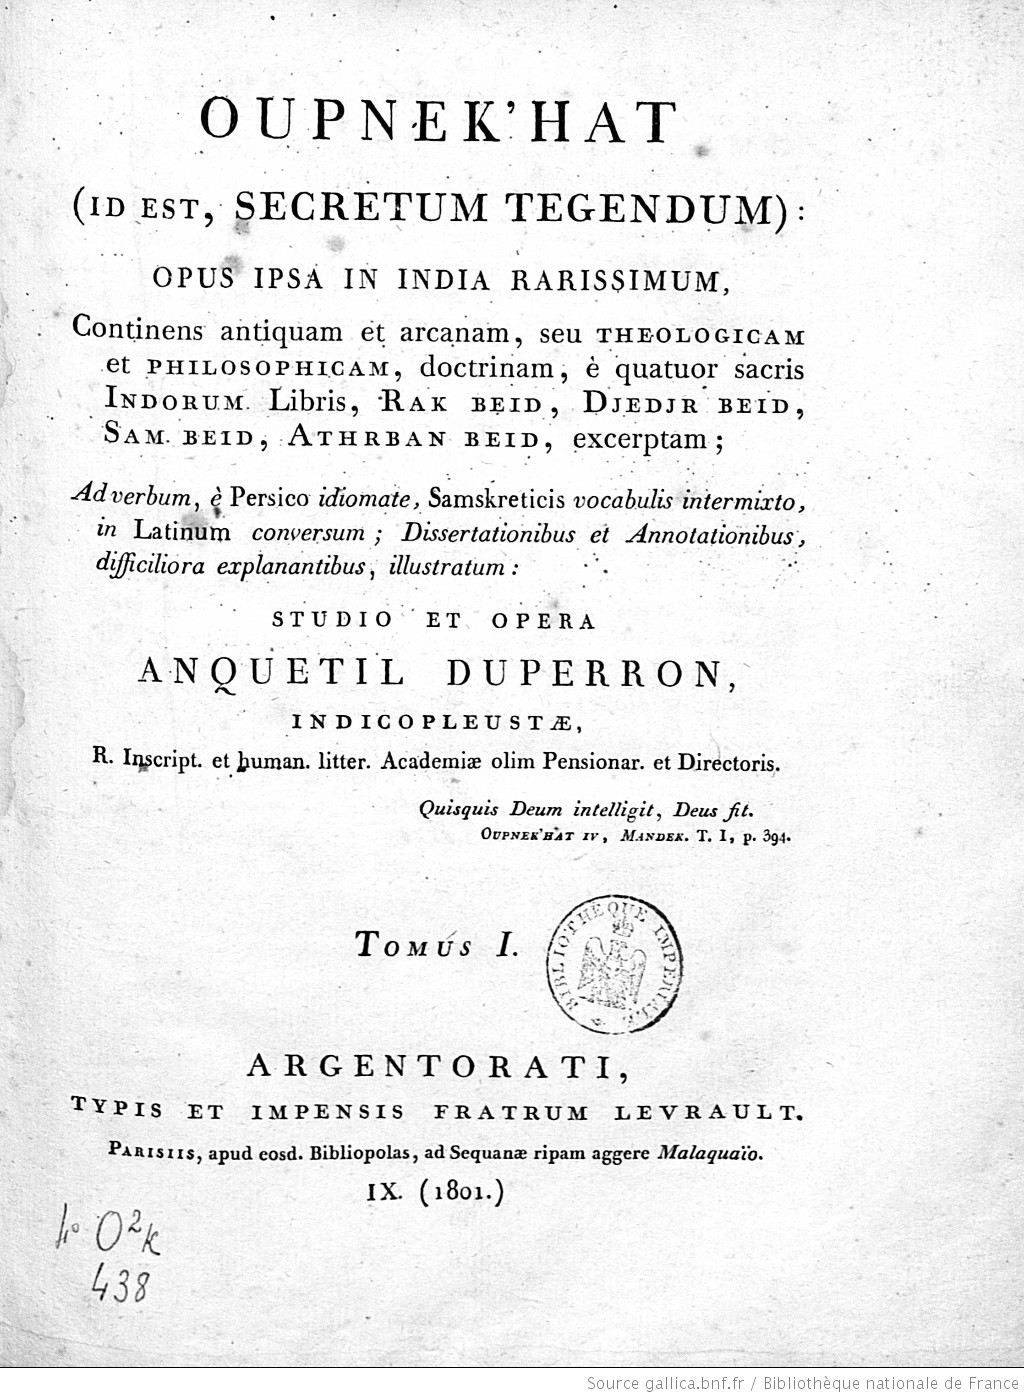 OUPNEK'HAT
(ID EST, SECRETUM TEGENDUM):
OPUS IPSA IN INDIA RARISSIMUM,
Continens antiquam et arcanam, seu THEOLOGICAM
et PHILOSOPHICAM, doctrinam, è quatuor sacris
INDORUM Libris, RAK BEID, DJEDJR BEID,
SAM BEID, ATHRBAN BEID, excerptam;
Ad verbum, è Persico idiomate, Samskreticis vocabulis intermixto,
in Latinum conversum; Dissertationibus et Annotationibus,
difficiliora explanantibus, illustratum:
STUDIO ET OPERA
ANQUETIL DUPERRON,
INDICOPLEUSTÆ,
R. Inscript. et human. litter. Academiæ olim Pensionar. et Directoris.
Quisquis Deum intelligit, Deus fit.
OUPNEK'HAT IV, MANDEK. T. I, p. 394.
TOMUS I.
BIBLIOTHÈQUE IMPÉRIALE
ARGENTORATI,
TYPIS ET IMPENSIS FRATRUM LEVRAULT.
PARISIIS, apud eosd. Bibliopolas, ad Sequanæ ripam aggere Malaquaïo.
IX. (1801.)
4° O²k
438
Source gallica.bnf.fr / Bibliothèque nationale de France